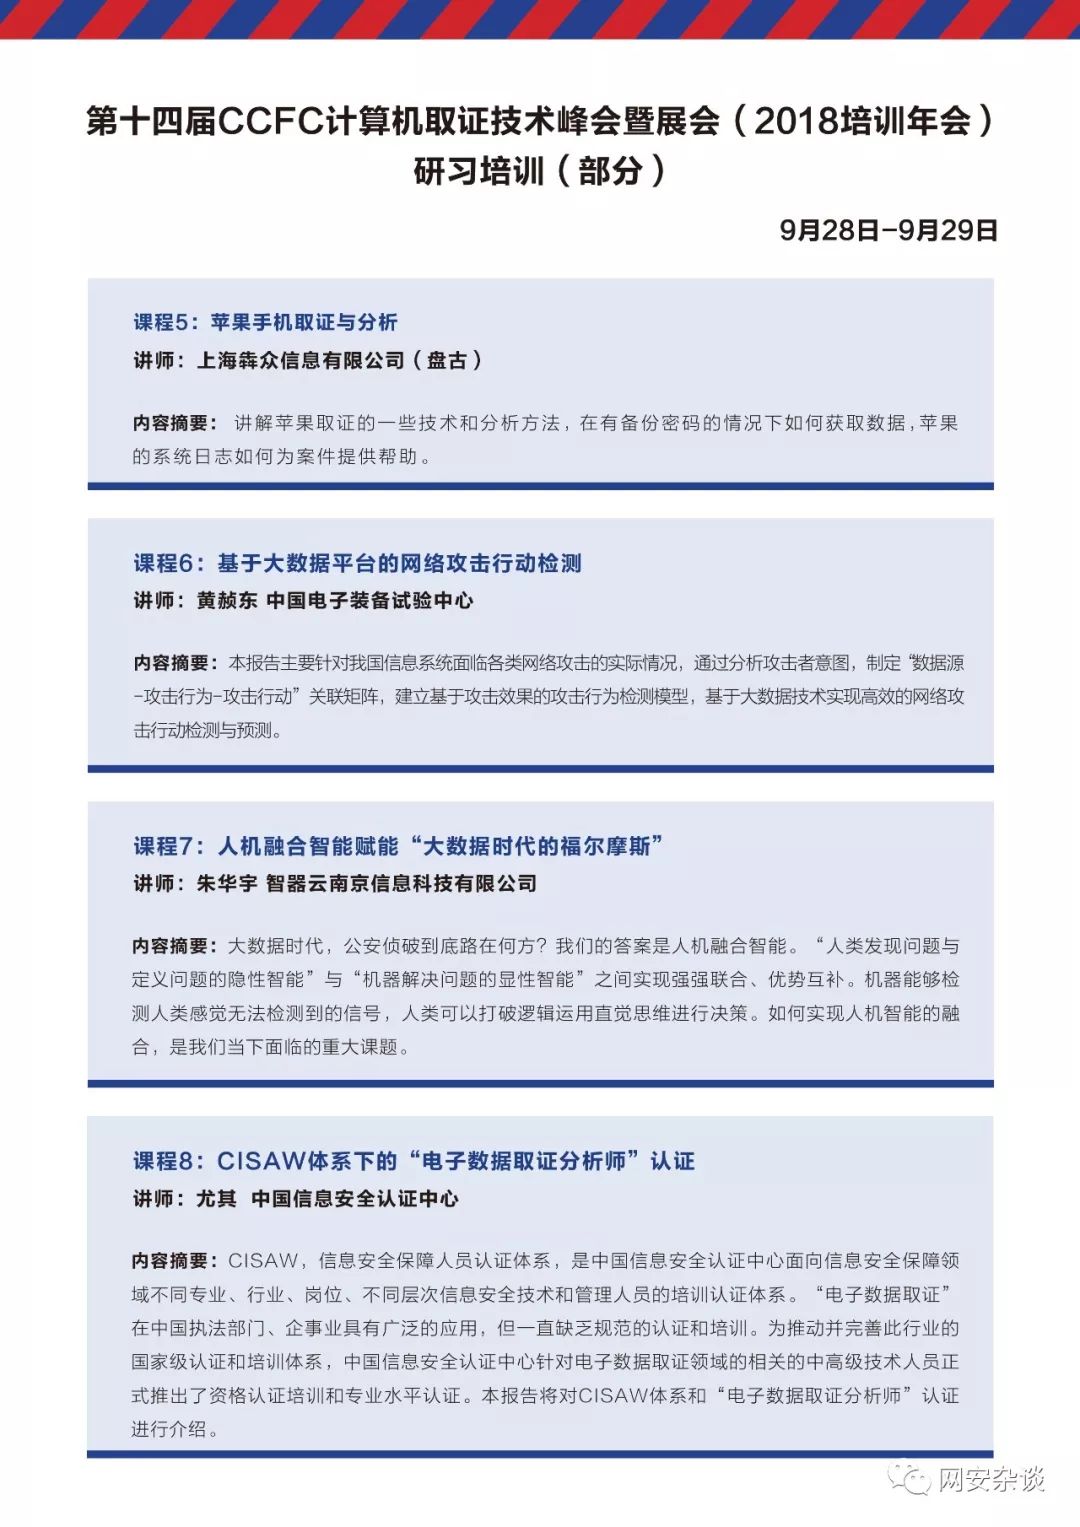 第十四届CCFC计算机取证技术峰会暨展会（2018培训年会）
研习培训（部分）
9月28日-9月29日
课程5：苹果手机取证与分析
讲师：上海犇众信息有限公司（盘古）
内容摘要： 讲解苹果取证的一些技术和分析方法，在有备份密码的情况下如何获取数据，苹果
的系统日志如何为案件提供帮助。
课程6：基于大数据平台的网络攻击行动检测
讲师：黄赪东 中国电子装备试验中心
内容摘要：本报告主要针对我国信息系统面临各类网络攻击的实际情况，通过分析攻击者意图，制定“数据源
-攻击行为-攻击行动”关联矩阵，建立基于攻击效果的攻击行为检测模型，基于大数据技术实现高效的网络攻
击行动检测与预测。
课程7：人机融合智能赋能“大数据时代的福尔摩斯”
讲师：朱华宇 智器云南京信息科技有限公司
内容摘要：大数据时代，公安侦破到底路在何方？我们的答案是人机融合智能。“人类发现问题与
定义问题的隐性智能”与“机器解决问题的显性智能”之间实现强强联合、优势互补。机器能够检
测人类感觉无法检测到的信号，人类可以打破逻辑运用直觉思维进行决策。如何实现人机智能的融
合，是我们当下面临的重大课题。
课程8：CISAW体系下的“电子数据取证分析师”认证
讲师：尤其 中国信息安全认证中心
内容摘要：CISAW，信息安全保障人员认证体系，是中国信息安全认证中心面向信息安全保障领
域不同专业、行业、岗位、不同层次信息安全技术和管理人员的培训认证体系。“电子数据取证”
在中国执法部门、企事业具有广泛的应用，但一直缺乏规范的认证和培训。为推动并完善此行业的
国家级认证和培训体系，中国信息安全认证中心针对电子数据取证领域的相关的中高级技术人员正
式推出了资格认证培训和专业水平认证。本报告将对CISAW体系和“电子数据取证分析师”认证
进行介绍。
网安杂谈